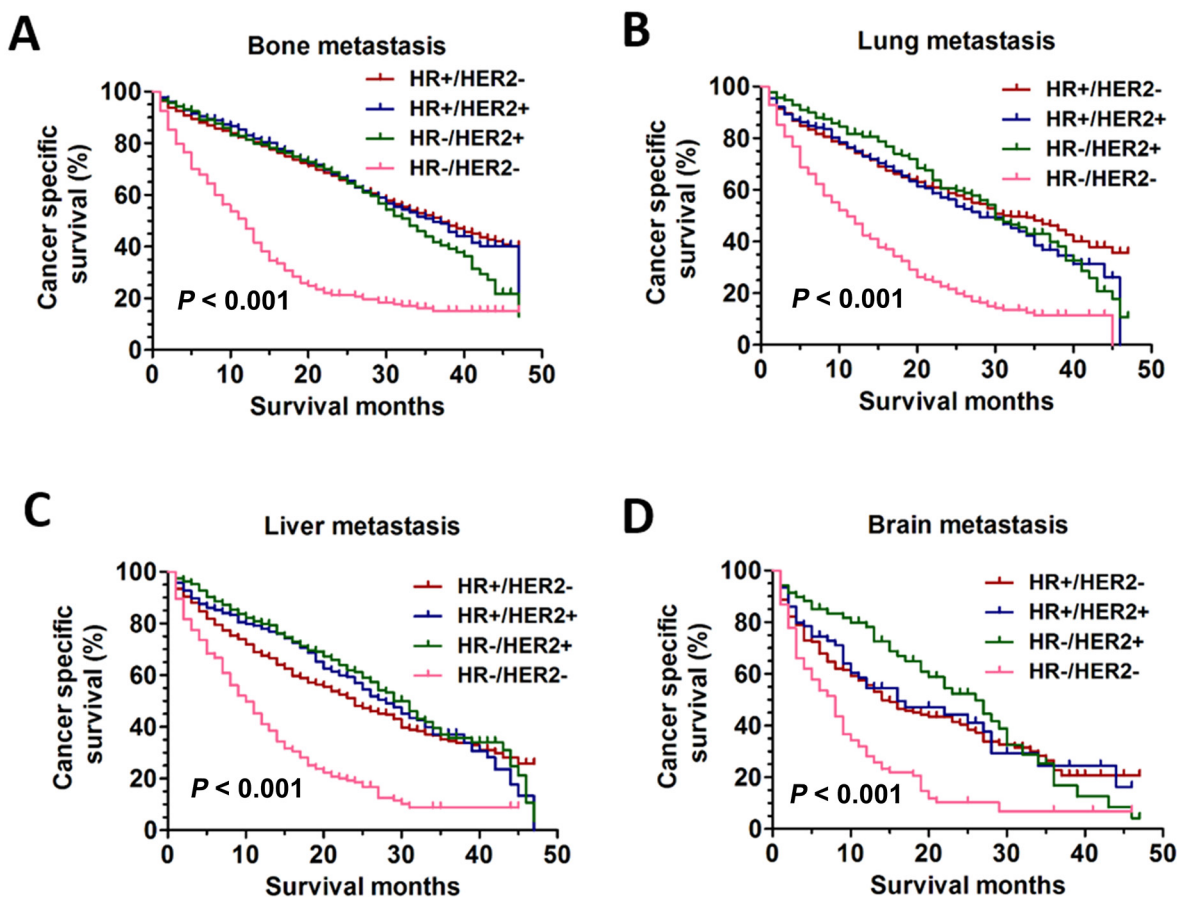 A
Bone metastasis
HR+/HER2-
HR+/HER2+
HR-/HER2+
HR-/HER2-
Cancer specific
survival (%)
100
80
60
40
20
0
P < 0.001
0 10 20 30 40 50
Survival months
B
Lung metastasis
HR+/HER2-
HR+/HER2+
HR-/HER2+
HR-/HER2-
Cancer specific
survival (%)
100
80
60
40
20
0
P < 0.001
0 10 20 30 40 50
Survival months
C
Liver metastasis
HR+/HER2-
HR+/HER2+
HR-/HER2+
HR-/HER2-
Cancer specific
survival (%)
100
80
60
40
20
0
P < 0.001
0 10 20 30 40 50
Survival months
D
Brain metastasis
HR+/HER2-
HR+/HER2+
HR-/HER2+
HR-/HER2-
Cancer specific
survival (%)
100
80
60
40
20
0
P < 0.001
0 10 20 30 40 50
Survival months